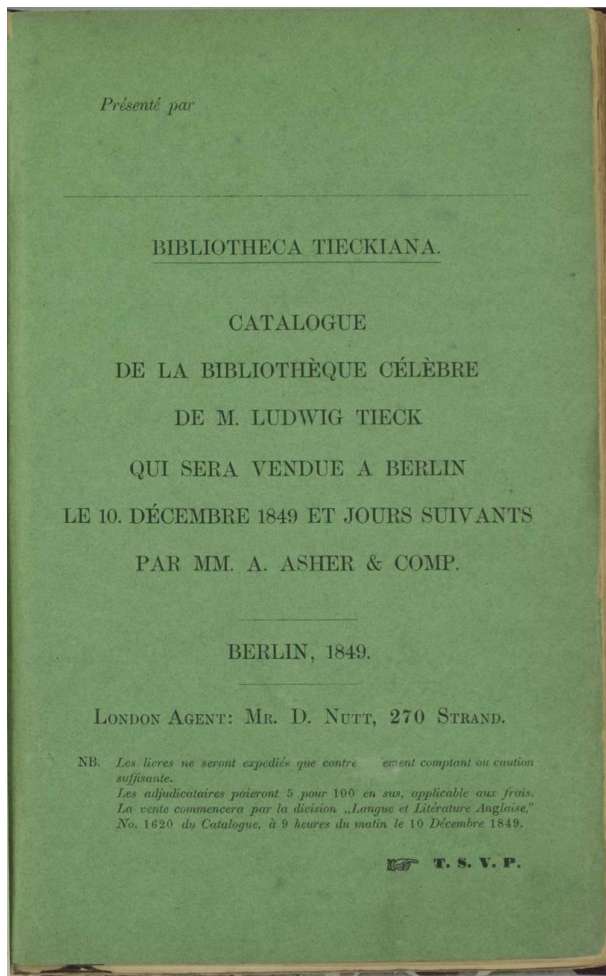 Présenté par
BIBLIOTHECA TIECKIANA.
CATALOGUE
DE LA BIBLIOTHÈQUE CÉLÈBRE
DE M. LUDWIG TIECK
QUI SERA VENDUE A BERLIN
LE 10. DÉCEMBRE 1849 ET JOURS SUIVANTS
PAR MM. A. ASHER & COMP.
BERLIN, 1849.
LONDON AGENT: MR. D. NUTT, 270 STRAND.
NB. Les livres ne seront expediés que contre ement comptant ou caution
suffisante.
Les adjudicataires paieront 5 pour 100 en sus, applicable aux frais.
La vente commencera par la division „Langue et Litérature Anglaise,"
No. 1620 du Catalogue, à 9 heures du matin le 10 Décembre 1849.
☞ T. S. V. P.